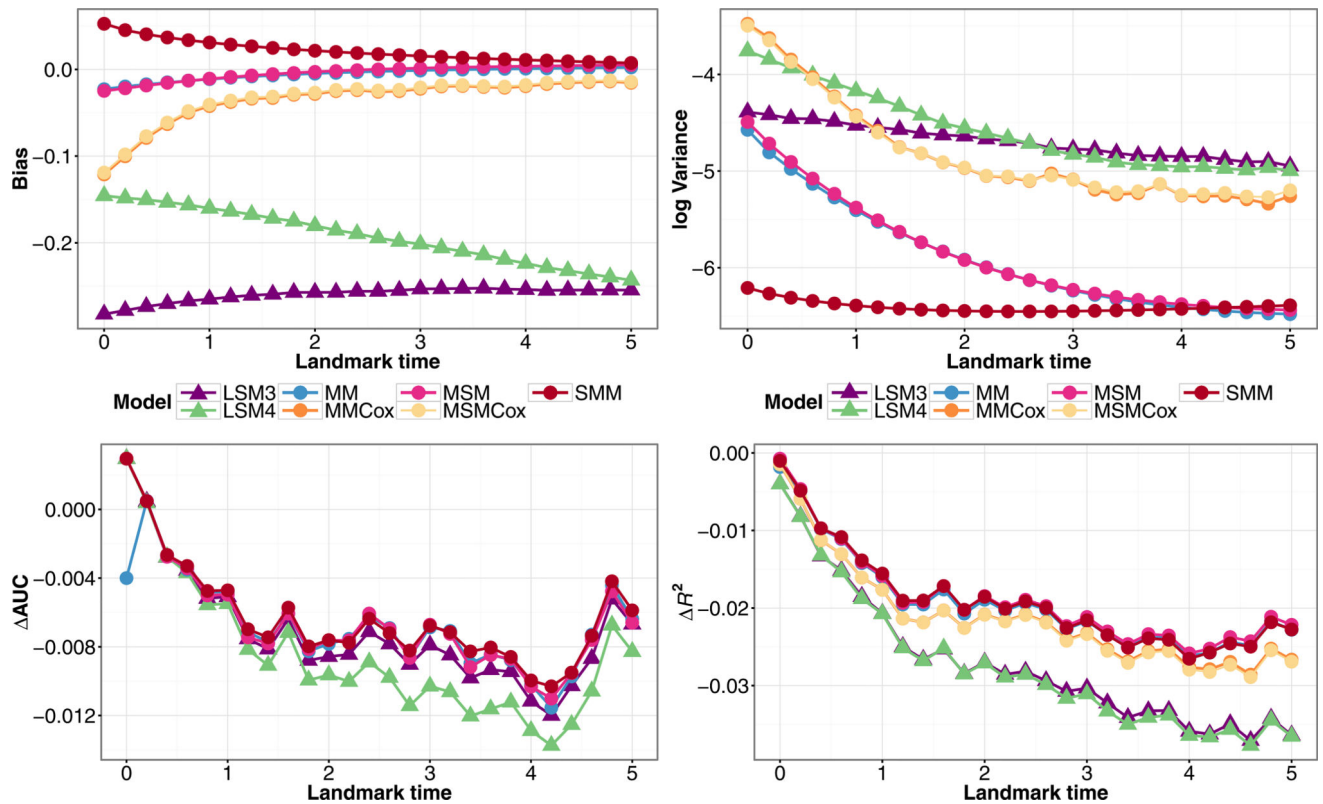 0.0
−0.1
−0.2
Bias
0 1 2 3 4 5
Landmark time
−4
−5
−6
log Variance
0 1 2 3 4 5
Landmark time
Model LSM3 MM MSM SMM
LSM4 MMCox MSMCox
Model LSM3 MM MSM SMM
LSM4 MMCox MSMCox
0.000
−0.004
−0.008
−0.012
ΔAUC
0 1 2 3 4 5
Landmark time
0.00
−0.01
−0.02
−0.03
ΔR²
0 1 2 3 4 5
Landmark time